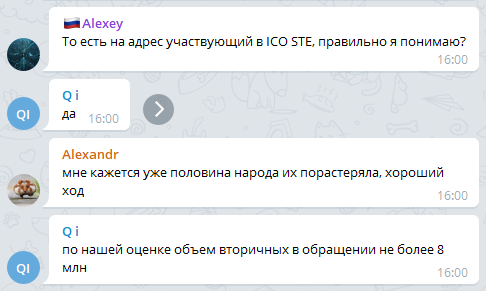 Alexey
То есть на адрес участвующий в ICO STE, правильно я понимаю?
16:00
QI
Q i
да
16:00
Alexandr
мне кажется уже половина народа их порастеряла, хороший
ход
16:00
Q i
по нашей оценке объем вторичных в обращении не более 8
млн
QI
16:00